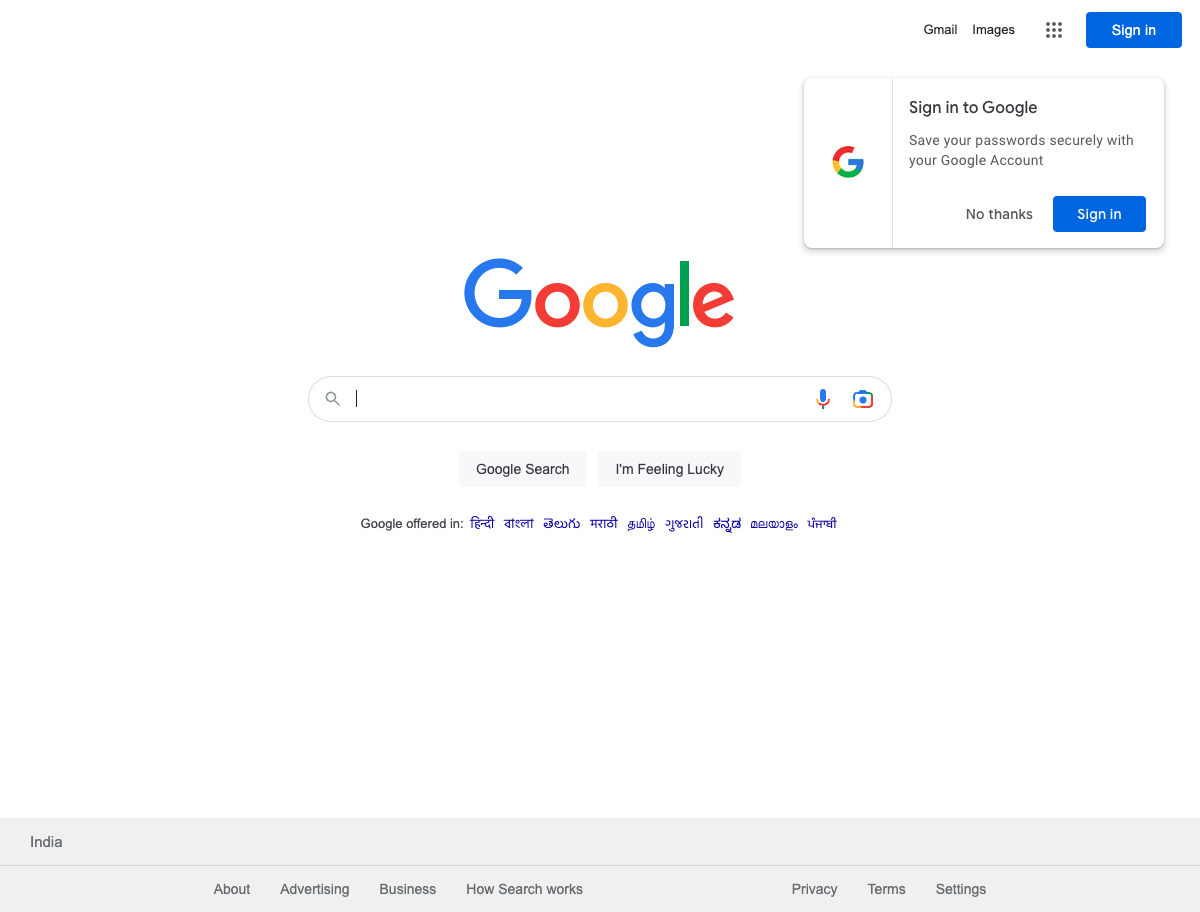 Gmail Images Sign in
Sign in to Google
Save your passwords securely with
your Google Account
No thanks Sign in
Google
Google Search I'm Feeling Lucky
Google offered in: हिन्दी বাংলা తెలుగు मराठी தமிழ் ગુજરાતી ಕನ್ನಡ മലയാളം ਪੰਜਾਬੀ
India
About Advertising Business How Search works Privacy Terms Settings